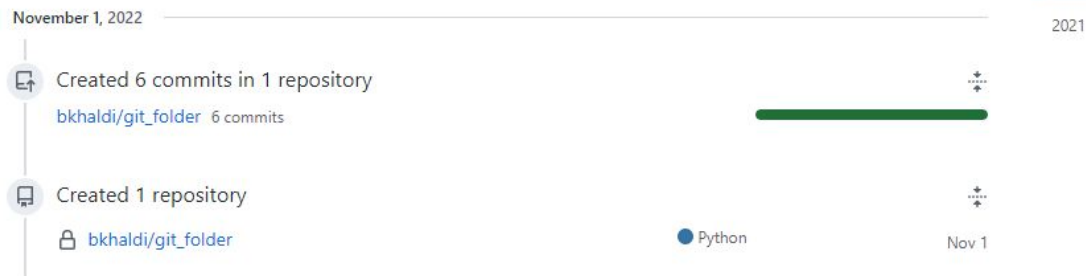 November 1, 2022
2021
Created 6 commits in 1 repository
bkhaldi/git_folder 6 commits
Created 1 repository
bkhaldi/git_folder Python Nov 1